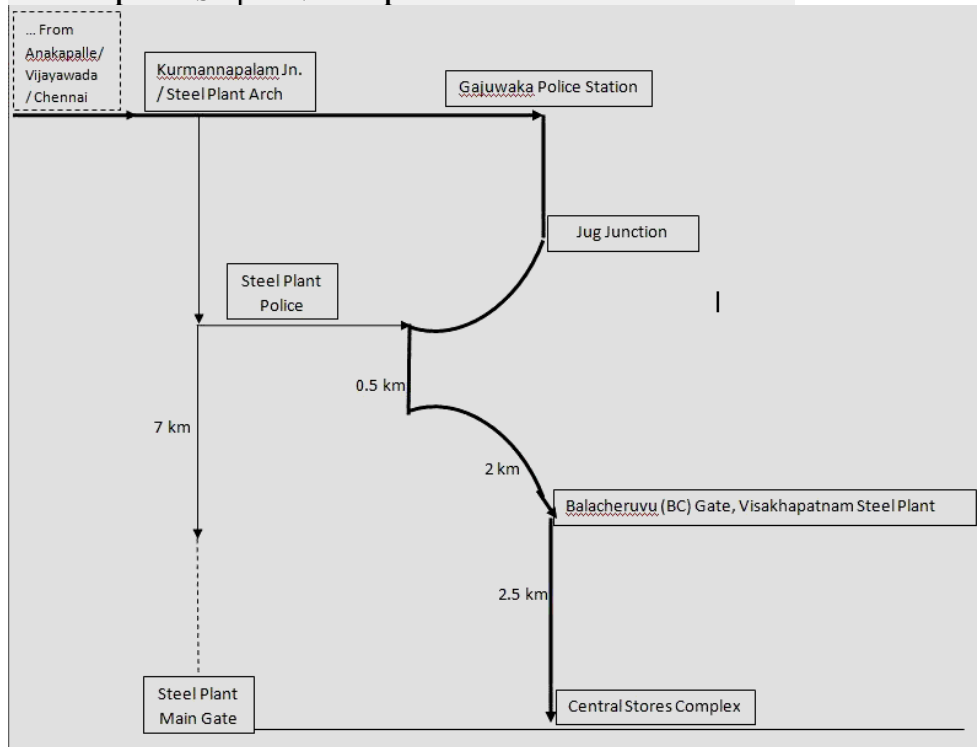 ... From
Anakapalle/
Vijayawada
/ Chennai
Kurmannapalam Jn.
/ Steel Plant Arch
Gajuwaka Police Station
Jug Junction
Steel Plant
Police
0.5 km
7 km
2 km
Balacheruvu (BC) Gate, Visakhapatnam Steel Plant
2.5 km
Steel Plant
Main Gate
Central Stores Complex